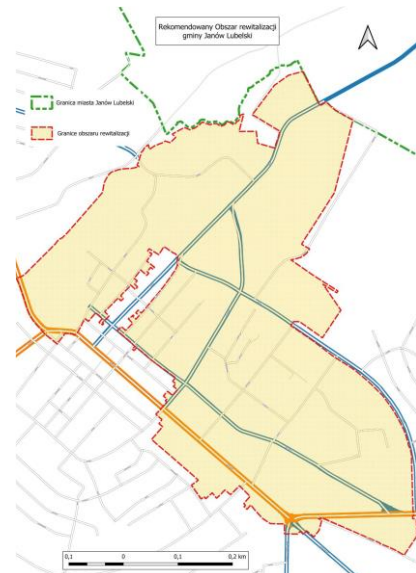 Rekomendowany Obszar rewitalizacji
gminy Janów Lubelski
Granica miasta Janów Lubelski
Granice obszaru rewitalizacji
0,1 0 0,1 0,2 km